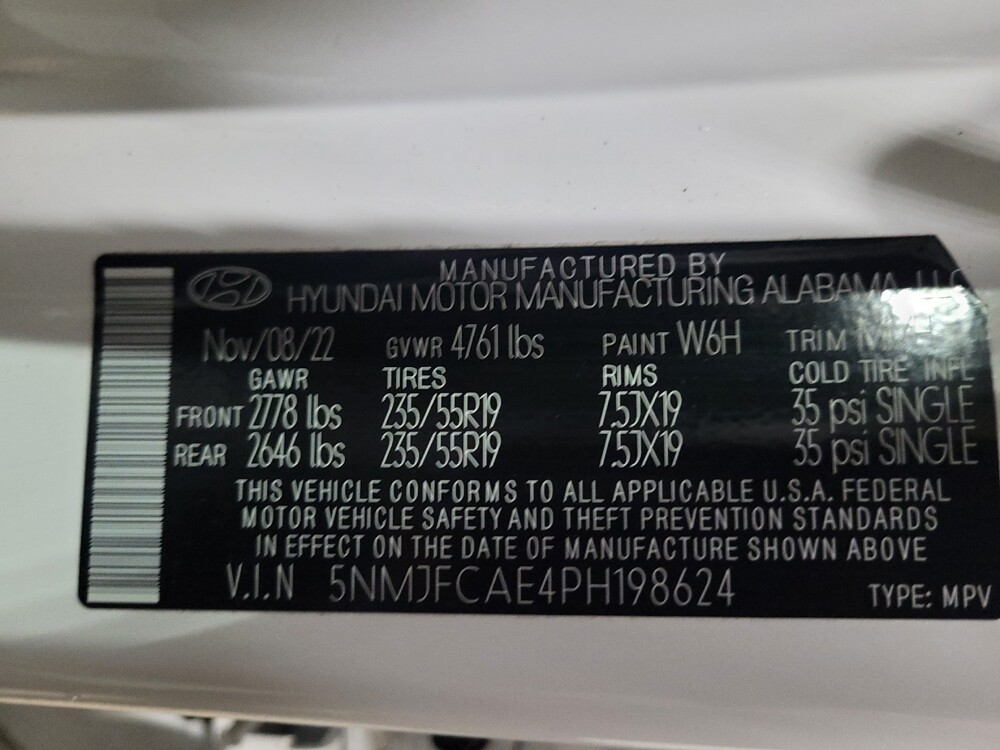 MANUFACTURED BY
HYUNDAI MOTOR MANUFACTURING ALABAMA, LLC
Nov/08/22 GVWR 4761 lbs PAINT W6H TRIM
GAWR TIRES RIMS COLD TIRE INFL
FRONT 2778 lbs 235/55R19 7.5JX19 35 psi SINGLE
REAR 2646 lbs 235/55R19 7.5JX19 35 psi SINGLE
THIS VEHICLE CONFORMS TO ALL APPLICABLE U.S.A. FEDERAL
MOTOR VEHICLE SAFETY AND THEFT PREVENTION STANDARDS
IN EFFECT ON THE DATE OF MANUFACTURE SHOWN ABOVE
V.I.N 5NMJFCAE4PH198624 TYPE: MPV